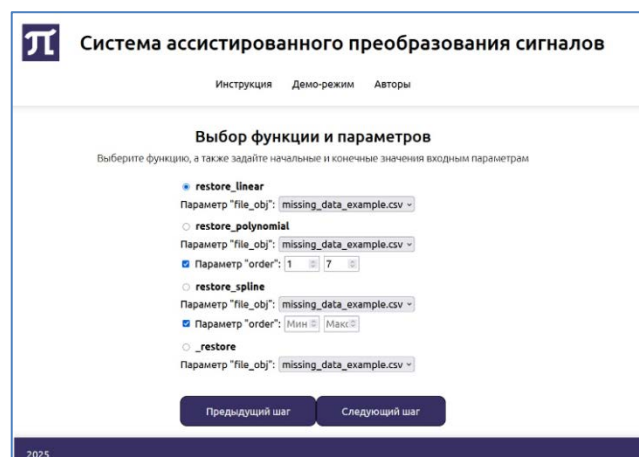 Система ассистированного преобразования сигналов
Инструкция Демо-режим Авторы
Выбор функции и параметров
Выберите функцию, а также задайте начальные и конечные значения входным параметрам
restore_linear
Параметр "file_obj": missing_data_example.csv
restore_polynomial
Параметр "file_obj": missing_data_example.csv
Параметр "order": 1 7
restore_spline
Параметр "file_obj": missing_data_example.csv
Параметр "order": Мин Макс
_restore
Параметр "file_obj": missing_data_example.csv
Предыдущий шаг Следующий шаг
2025